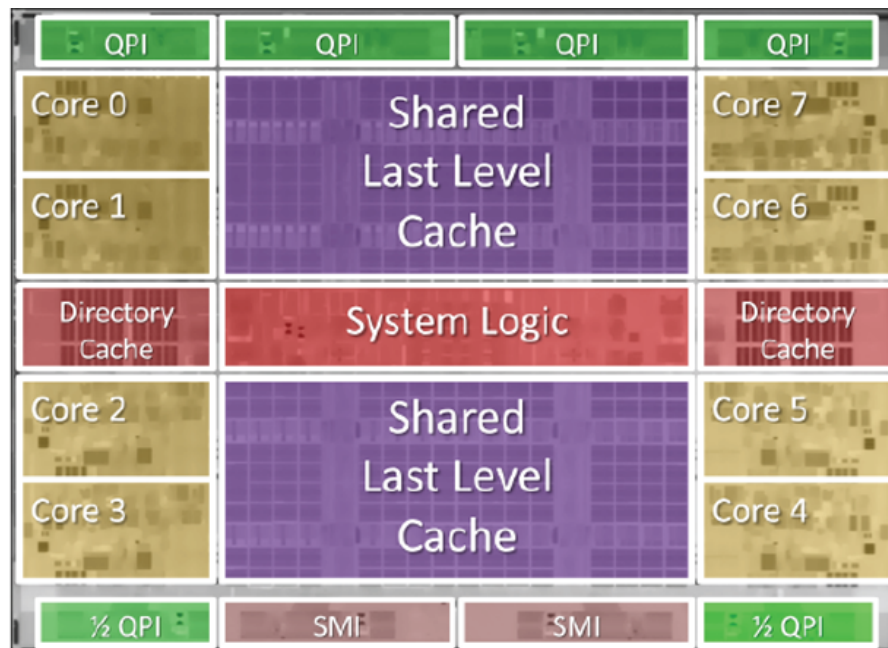 QPI
QPI
QPI
QPI
Core 0
Shared
Last Level
Cache
Core 7
Core 1
Core 6
Directory
Cache
System Logic
Directory
Cache
Core 2
Shared
Last Level
Cache
Core 5
Core 3
Core 4
½ QPI
SMI
SMI
½ QPI